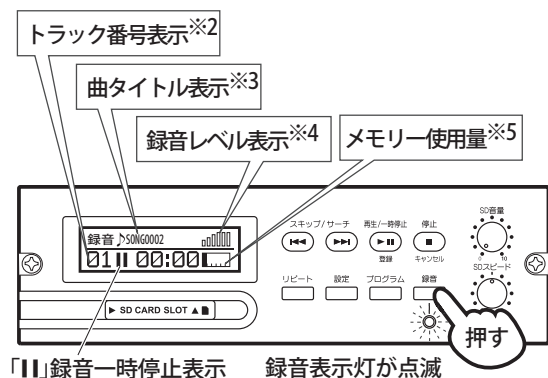 トラック番号表示※2
曲タイトル表示※3
録音レベル表示※4
メモリー使用量※5
録音♪SONG0002
01 II 00:00
▶ SD CARD SLOT ▲
スキップ/サーチ
再生/一時停止
停止
登録
キャンセル
リピート
設定
プログラム
録音
SD音量
0 10
SDスピード
押す
「II」録音一時停止表示
録音表示灯が点滅